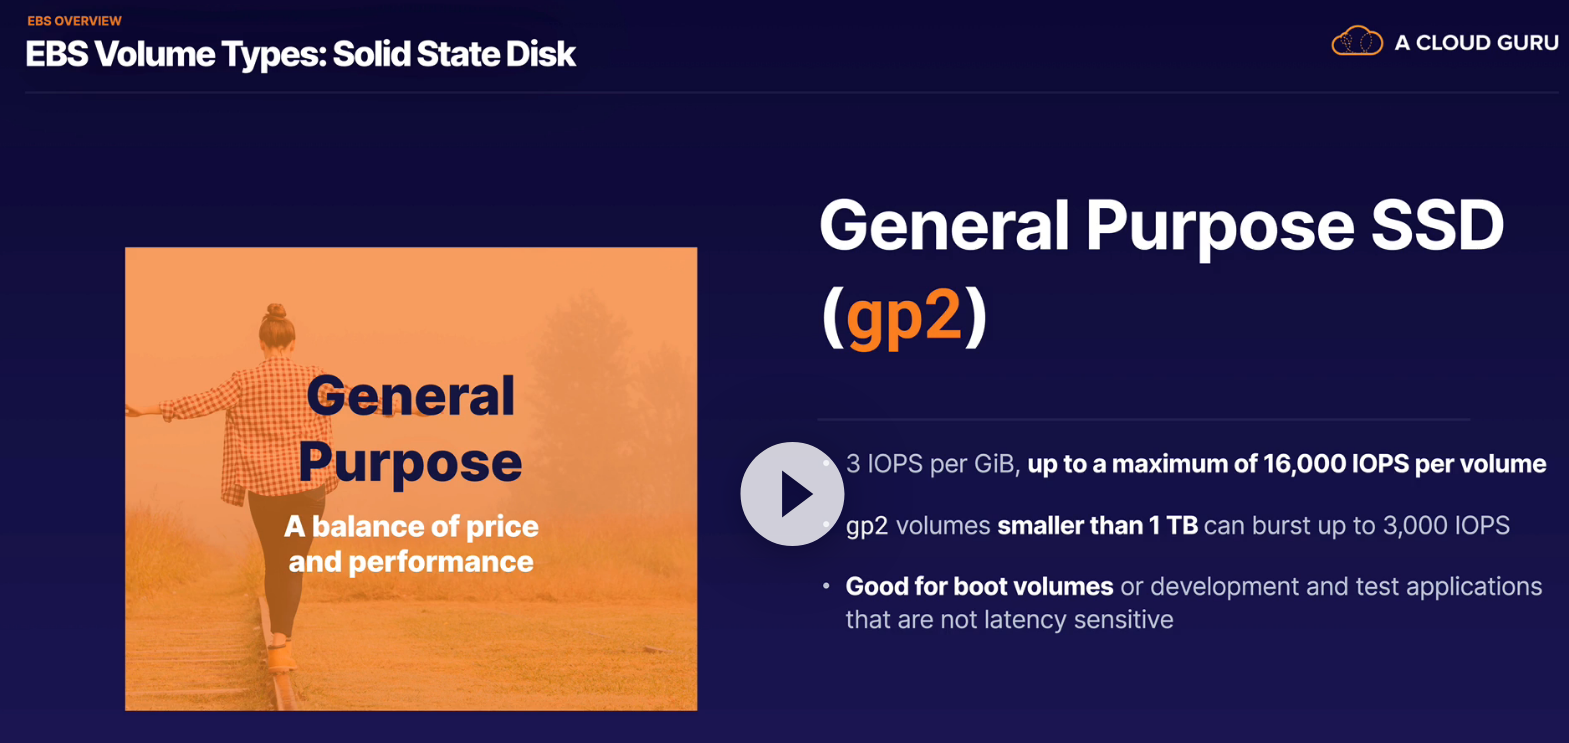 EBS OVERVIEW
EBS Volume Types: Solid State Disk
A CLOUD GURU
General
Purpose
A balance of price
and performance
General Purpose SSD
(gp2)
• 3 IOPS per GiB, up to a maximum of 16,000 IOPS per volume
• gp2 volumes smaller than 1 TB can burst up to 3,000 IOPS
• Good for boot volumes or development and test applications
that are not latency sensitive